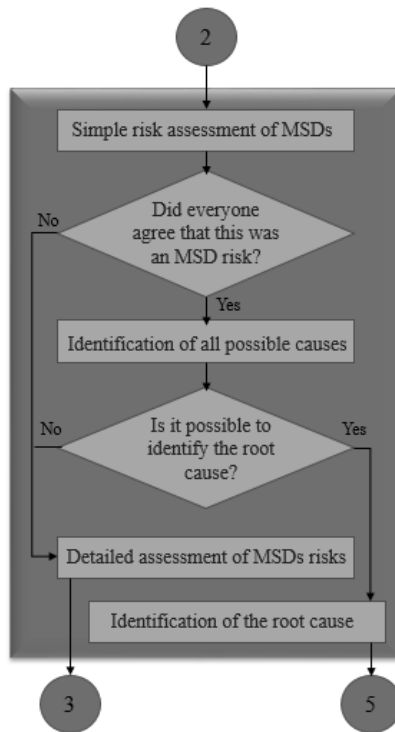 2
Simple risk assessment of MSDs
No
Did everyone
agree that this was
an MSD risk?
Yes
Identification of all possible causes
No
Is it possible to
identify the root
cause?
Yes
Detailed assessment of MSDs risks
Identification of the root cause
3
5